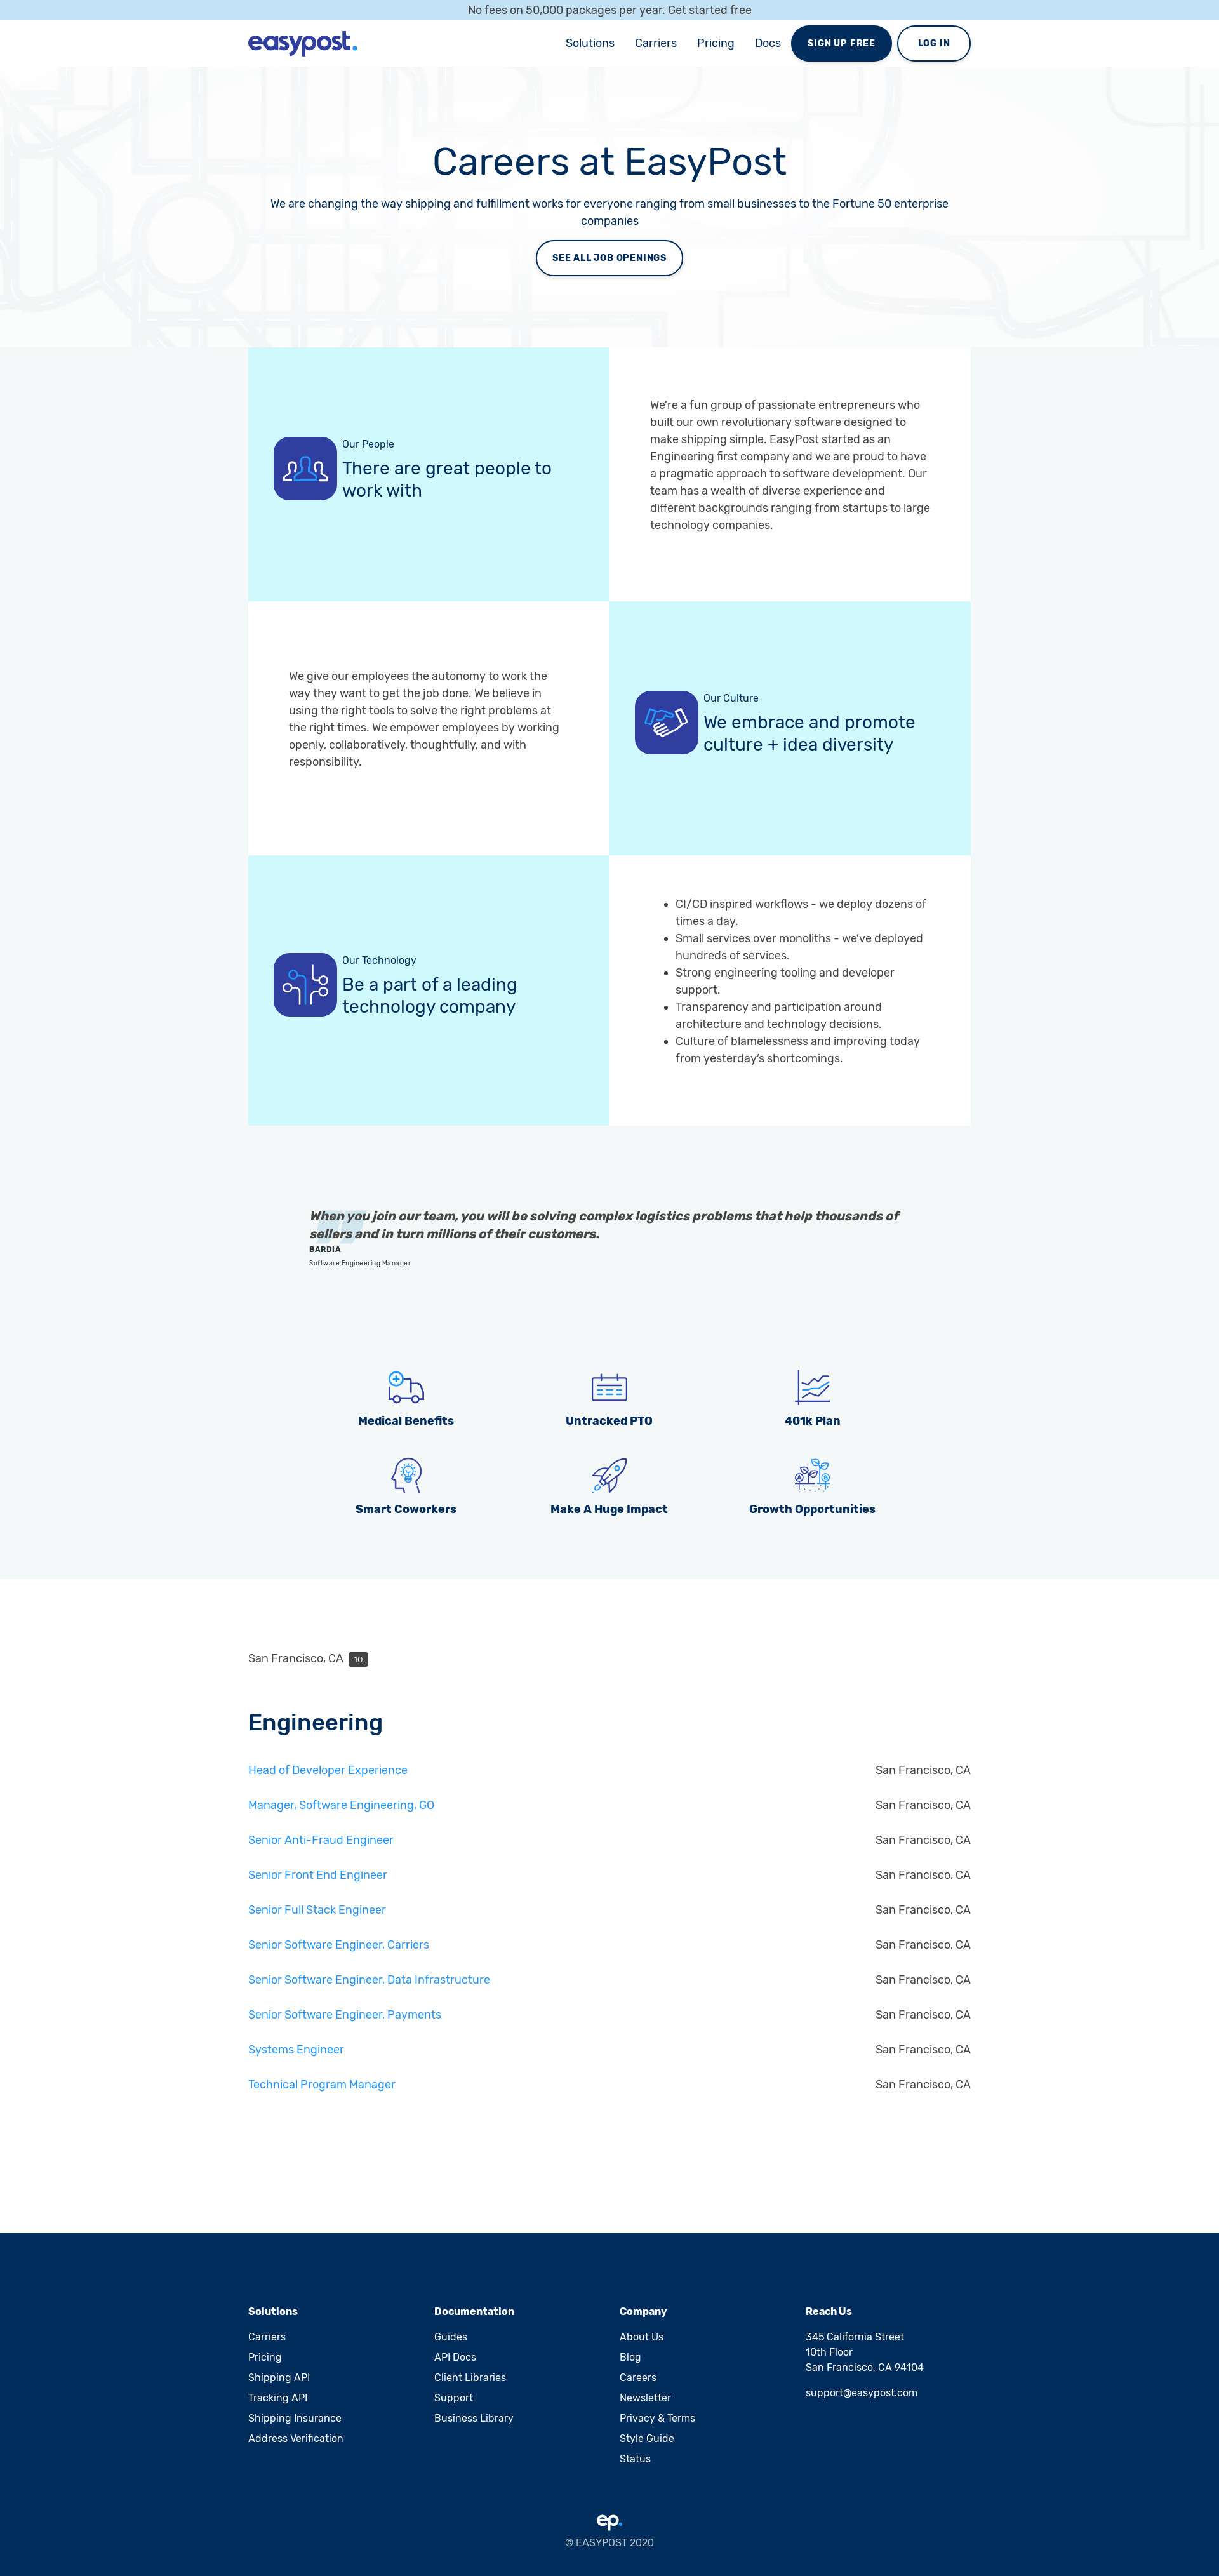 No fees on 50,000 packages per year. Get started free
easypost.
Solutions
Carriers
Pricing
Docs
SIGN UP FREE
LOG IN
Careers at EasyPost
We are changing the way shipping and fulfillment works for everyone ranging from small businesses to the Fortune 50 enterprise
companies
SEE ALL JOB OPENINGS
Our People
There are great people to
work with
We're a fun group of passionate entrepreneurs who
built our own revolutionary software designed to
make shipping simple. EasyPost started as an
Engineering first company and we are proud to have
a pragmatic approach to software development. Our
team has a wealth of diverse experience and
different backgrounds ranging from startups to large
technology companies.
We give our employees the autonomy to work the
way they want to get the job done. We believe in
using the right tools to solve the right problems at
the right times. We empower employees by working
openly, collaboratively, thoughtfully, and with
responsibility.
Our Culture
We embrace and promote
culture + idea diversity
Our Technology
Be a part of a leading
technology company
CI/CD inspired workflows - we deploy dozens of
times a day.
Small services over monoliths - we've deployed
hundreds of services.
Strong engineering tooling and developer
support.
Transparency and participation around
architecture and technology decisions.
Culture of blamelessness and improving today
from yesterday's shortcomings.
When you join our team, you will be solving complex logistics problems that help thousands of
sellers and in turn millions of their customers.
BARDIA
Software Engineering Manager
Medical Benefits
Untracked PTO
401k Plan
Smart Coworkers
Make A Huge Impact
Growth Opportunities
San Francisco, CA 10
Engineering
Head of Developer Experience San Francisco, CA
Manager, Software Engineering, GO San Francisco, CA
Senior Anti-Fraud Engineer San Francisco, CA
Senior Front End Engineer San Francisco, CA
Senior Full Stack Engineer San Francisco, CA
Senior Software Engineer, Carriers San Francisco, CA
Senior Software Engineer, Data Infrastructure San Francisco, CA
Senior Software Engineer, Payments San Francisco, CA
Systems Engineer San Francisco, CA
Technical Program Manager San Francisco, CA
Solutions
Carriers
Pricing
Shipping API
Tracking API
Shipping Insurance
Address Verification
Documentation
Guides
API Docs
Client Libraries
Support
Business Library
Company
About Us
Blog
Careers
Newsletter
Privacy & Terms
Style Guide
Status
Reach Us
345 California Street
10th Floor
San Francisco, CA 94104
support@easypost.com
ep.
© EASYPOST 2020